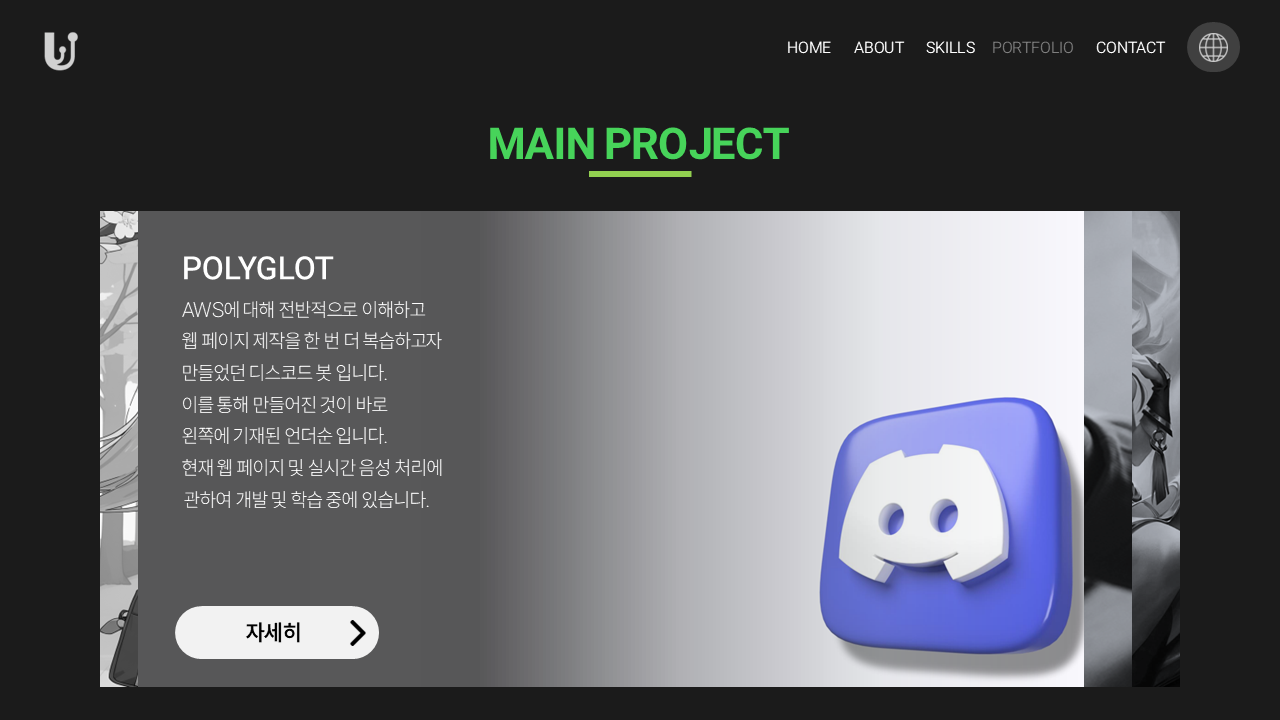 HOME ABOUT SKILLS PORTFOLIO CONTACT
MAIN PROJECT
POLYGLOT
AWS에 대해 전반적으로 이해하고
웹 페이지 제작을 한 번 더 복습하고자
만들었던 디스코드 봇 입니다.
이를 통해 만들어진 것이 바로
왼쪽에 기재된 언더순 입니다.
현재 웹 페이지 및 실시간 음성 처리에
관하여 개발 및 학습 중에 있습니다.
자세히